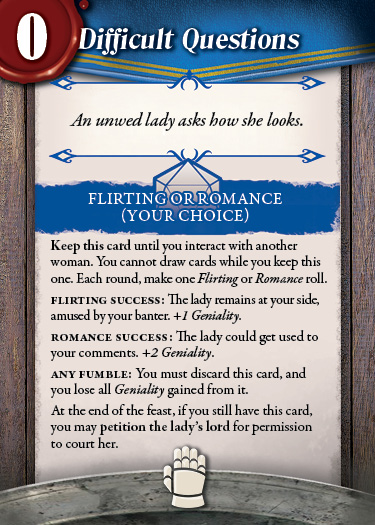 0
Difficult Questions
An unwed lady asks how she looks.
FLIRTING OR ROMANCE
(YOUR CHOICE)
Keep this card until you interact with another
woman. You cannot draw cards while you keep this
one. Each round, make one Flirting or Romance roll.
FLIRTING SUCCESS: The lady remains at your side,
amused by your banter. +1 Geniality.
ROMANCE SUCCESS: The lady could get used to
your comments. +2 Geniality.
ANY FUMBLE: You must discard this card, and
you lose all Geniality gained from it.
At the end of the feast, if you still have this card,
you may petition the lady's lord for permission
to court her.